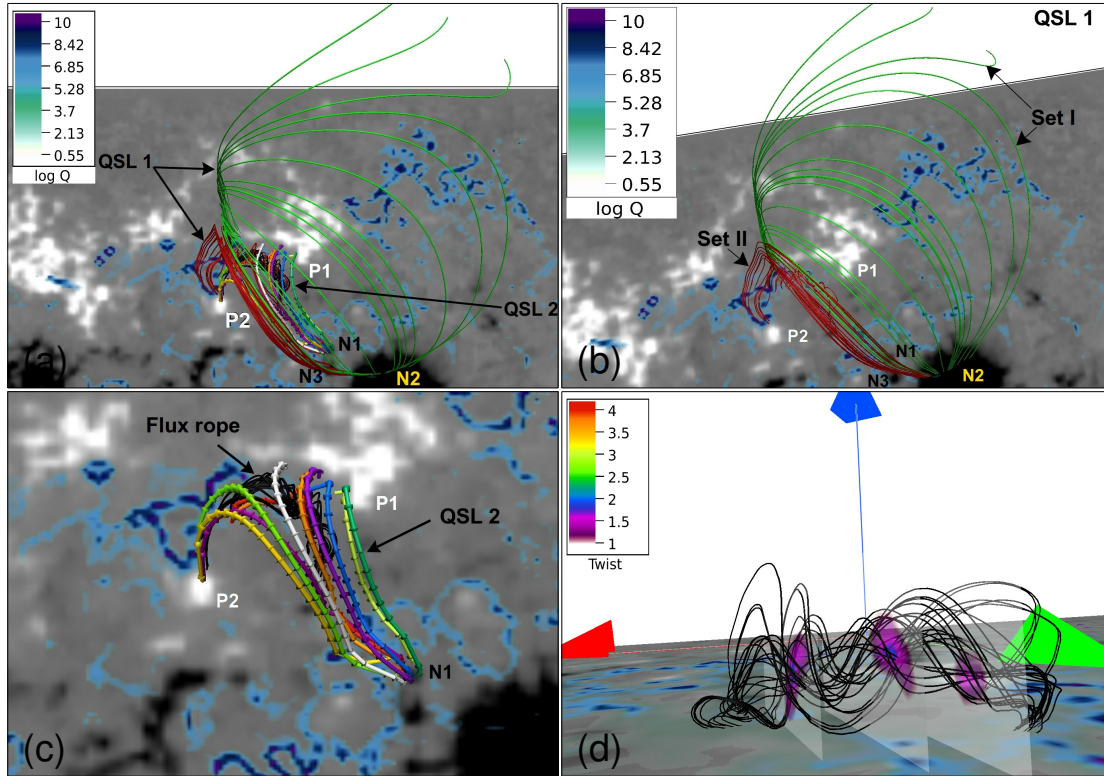 10
8.42
6.85
5.28
3.7
2.13
0.55
log Q
QSL 1
P1
QSL 2
P2
N1
N3
N2
(a)
10
8.42
6.85
5.28
3.7
2.13
0.55
log Q
QSL 1
Set I
Set II
P1
P2
N1
N3
N2
(b)
Flux rope
P1
QSL 2
P2
N1
(c)
4
3.5
3
2.5
2
1.5
1
Twist
(d)